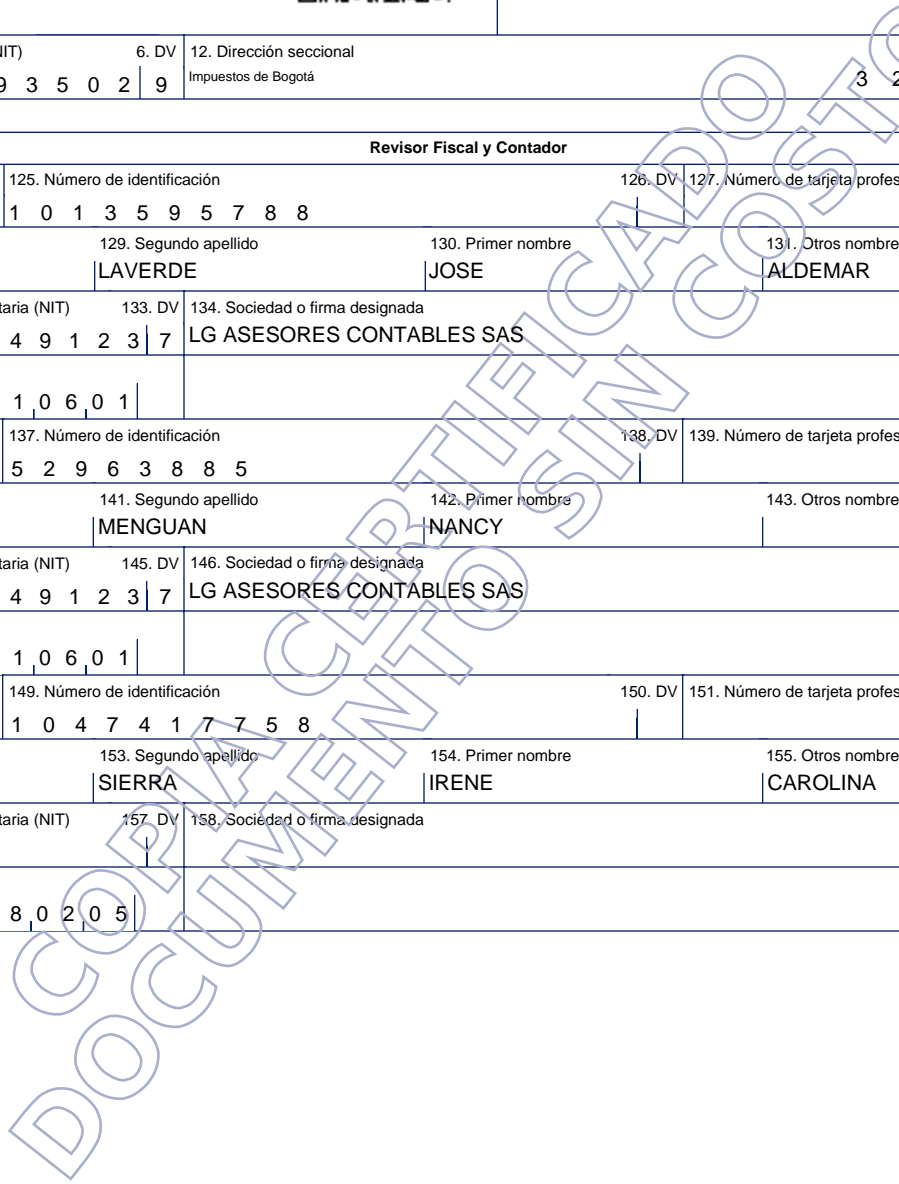 NIT) 6. DV 12. Dirección seccional
9 3 5 0 2 9 Impuestos de Bogotá 3 2
Revisor Fiscal y Contador
125. Número de identificación 126. DV 127. Número de tarjeta profes
1 0 1 3 5 9 5 7 8 8
129. Segundo apellido 130. Primer nombre 131. Otros nombre
LAVERDE JOSE ALDEMAR
taria (NIT) 133. DV 134. Sociedad o firma designada
4 9 1 2 3 7 LG ASESORES CONTABLES SAS
1 0 6 0 1
137. Número de identificación 138. DV 139. Número de tarjeta profes
5 2 9 6 3 8 8 5
141. Segundo apellido 142. Primer nombre 143. Otros nombre
MENGUAN NANCY
taria (NIT) 145. DV 146. Sociedad o firma designada
4 9 1 2 3 7 LG ASESORES CONTABLES SAS
1 0 6 0 1
149. Número de identificación 150. DV 151. Número de tarjeta profes
1 0 4 7 4 1 7 7 5 8
153. Segundo apellido 154. Primer nombre 155. Otros nombre
SIERRA IRENE CAROLINA
taria (NIT) 157. DV 158. Sociedad o firma designada
8 0 2 0 5
COPIA CERTIFICADO
DOCUMENTO SIN COSTO